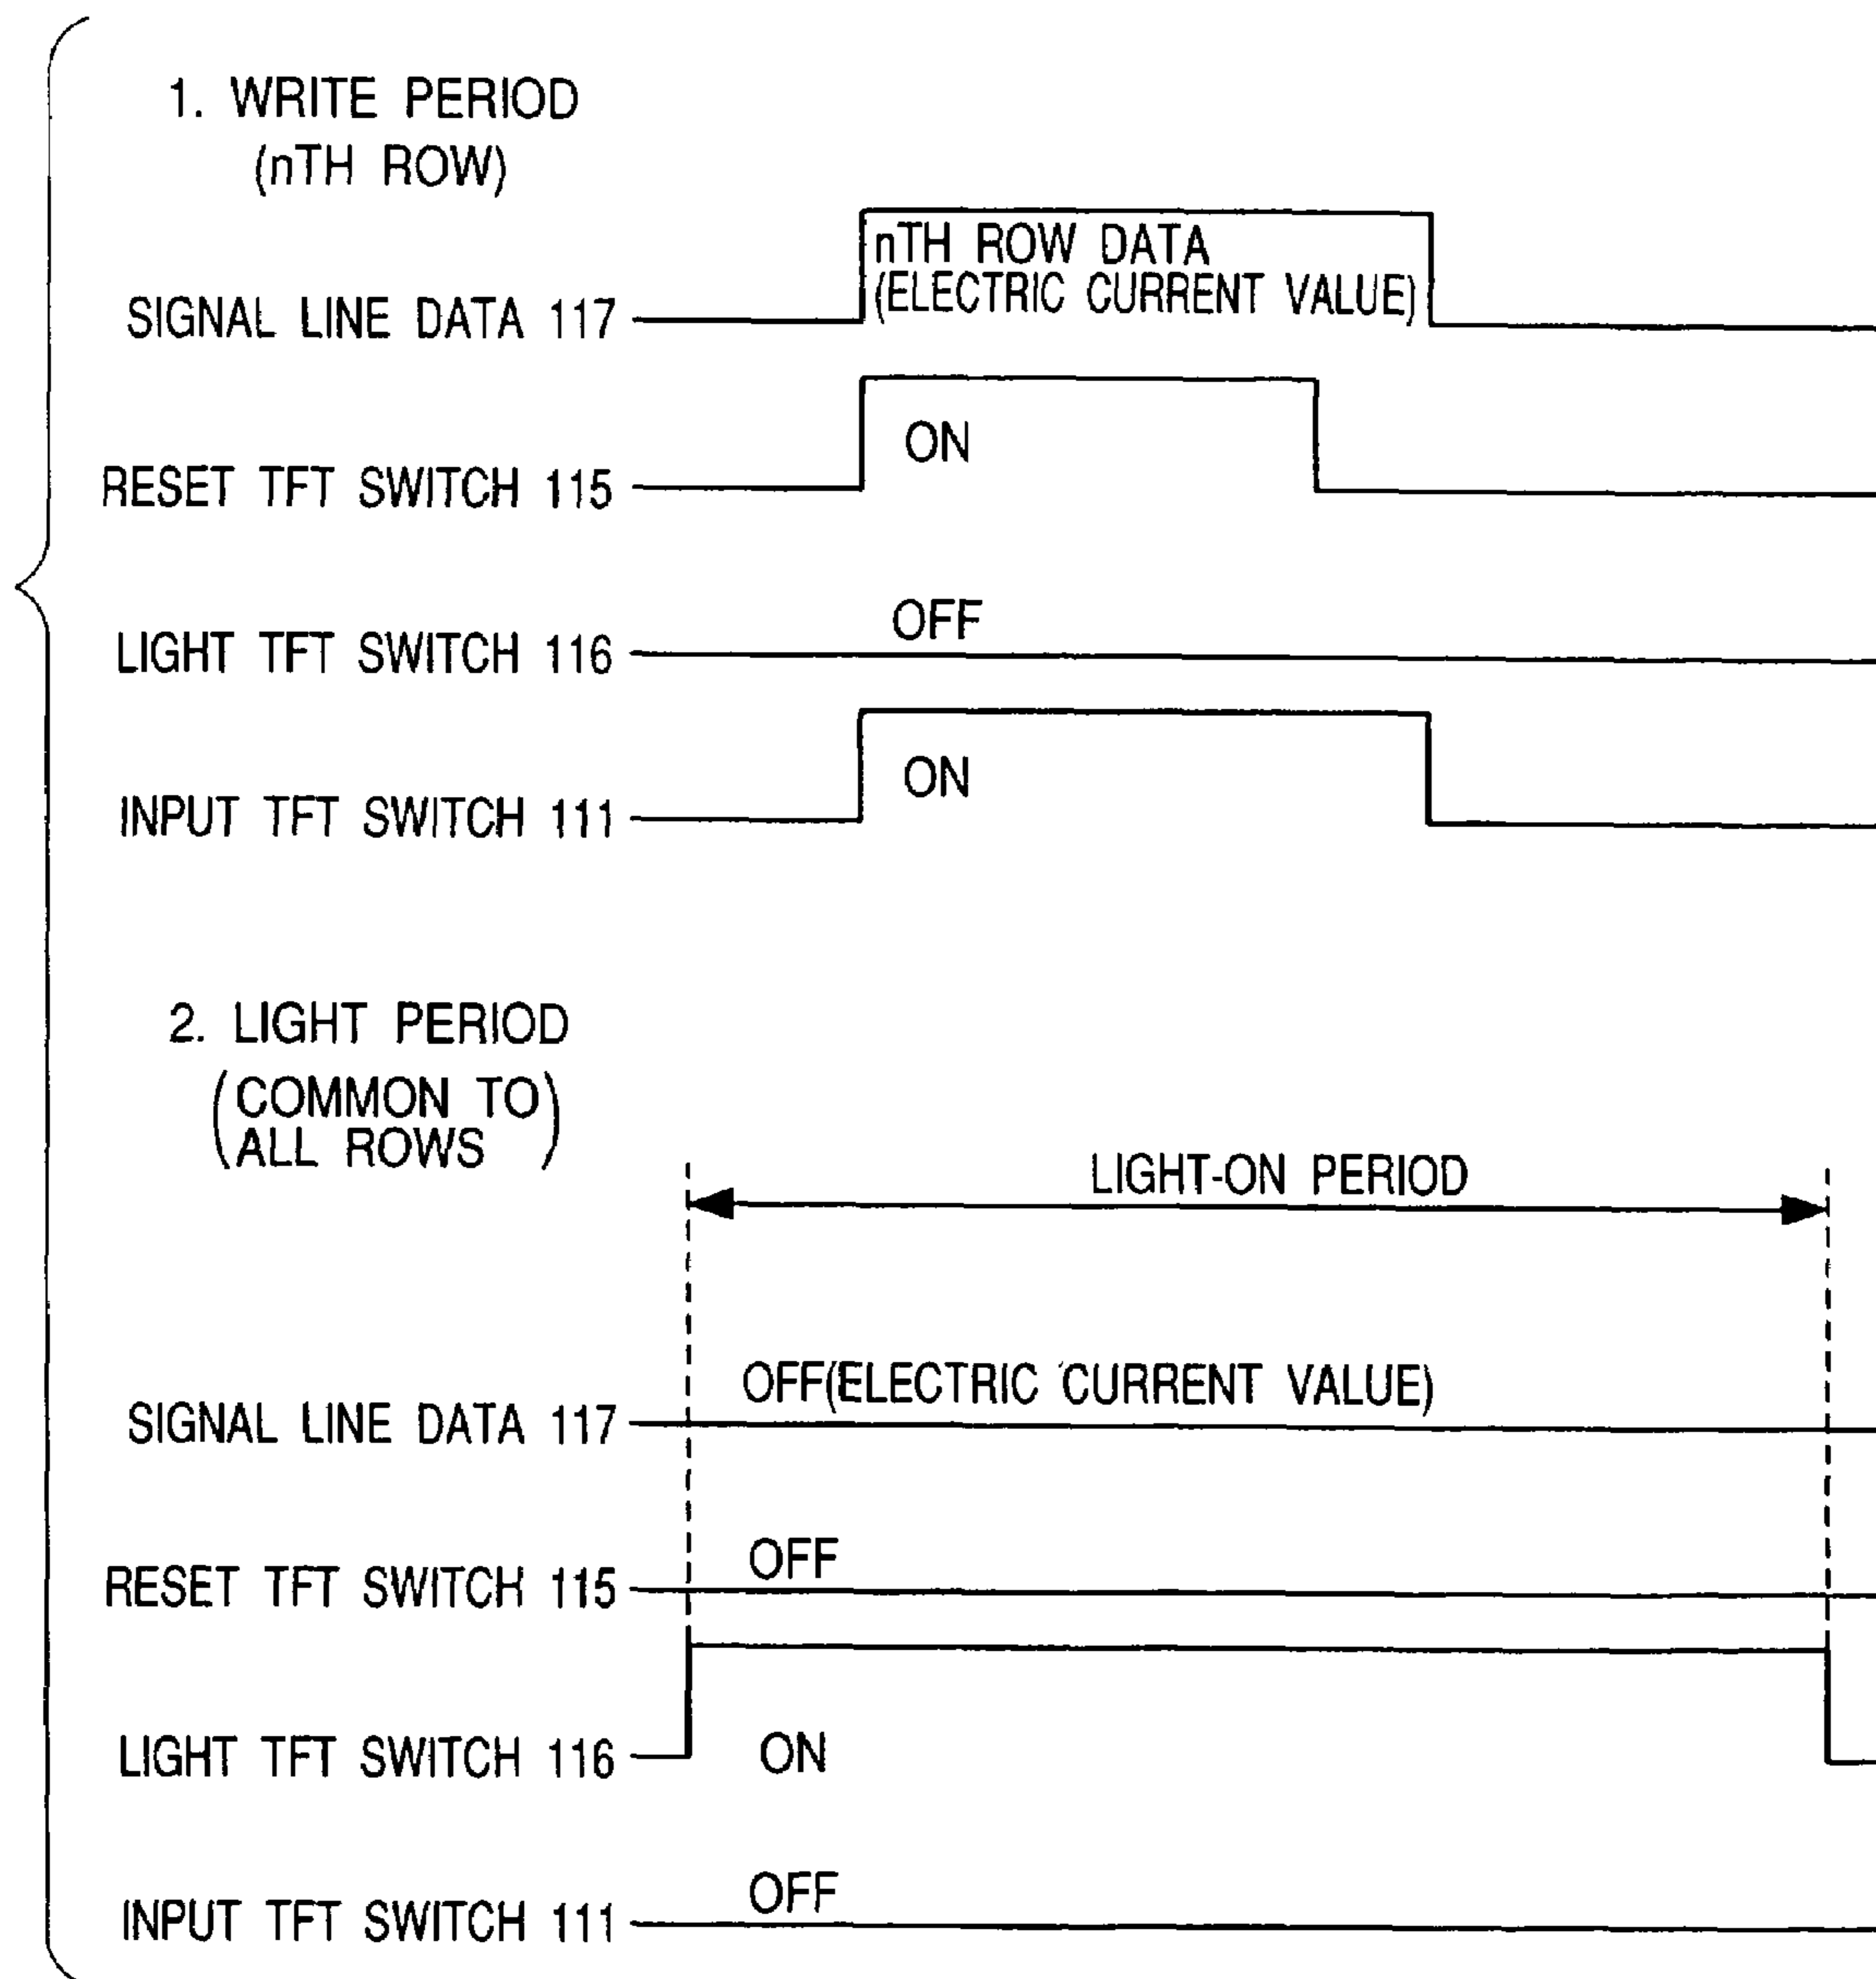 1. WRITE PERIOD
(nTH ROW)
nTH ROW DATA
(ELECTRIC CURRENT VALUE)
SIGNAL LINE DATA 117
ON
RESET TFT SWITCH 115
OFF
LIGHT TFT SWITCH 116
ON
INPUT TFT SWITCH 111
2. LIGHT PERIOD
(COMMON TO
ALL ROWS)
LIGHT-ON PERIOD
OFF(ELECTRIC CURRENT VALUE)
SIGNAL LINE DATA 117
OFF
RESET TFT SWITCH 115
ON
LIGHT TFT SWITCH 116
OFF
INPUT TFT SWITCH 111